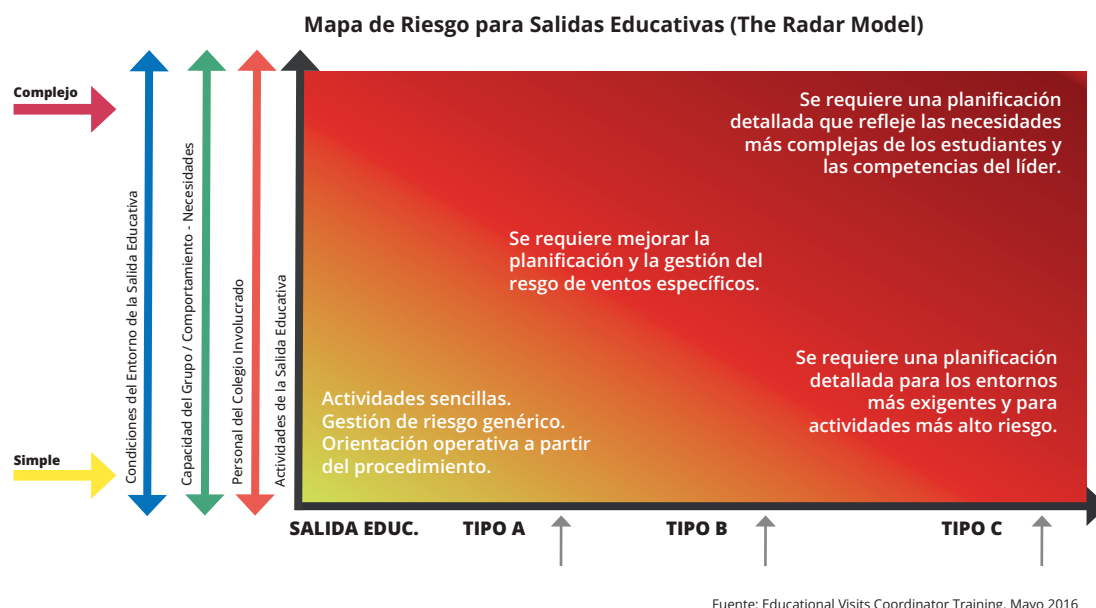 Mapa de Riesgo para Salidas Educativas (The Radar Model)
Complejo
Simple
Condiciones del Entorno de la Salida Educativa
Capacidad del Grupo / Comportamiento - Necesidades
Personal del Colegio Involucrado
Actividades de la Salida Educativa
Se requiere una planificación
detallada que refleje las necesidades
más complejas de los estudiantes y
las competencias del líder.
Se requiere mejorar la
planificación y la gestión del
resgo de ventos específicos.
Se requiere una planificación
detallada para los entornos
más exigentes y para
actividades más alto riesgo.
Actividades sencillas.
Gestión de riesgo genérico.
Orientación operativa a partir
del procedimiento.
SALIDA EDUC.
TIPO A
TIPO B
TIPO C
Fuente: Educational Visits Coordinator Training. Mayo 2016